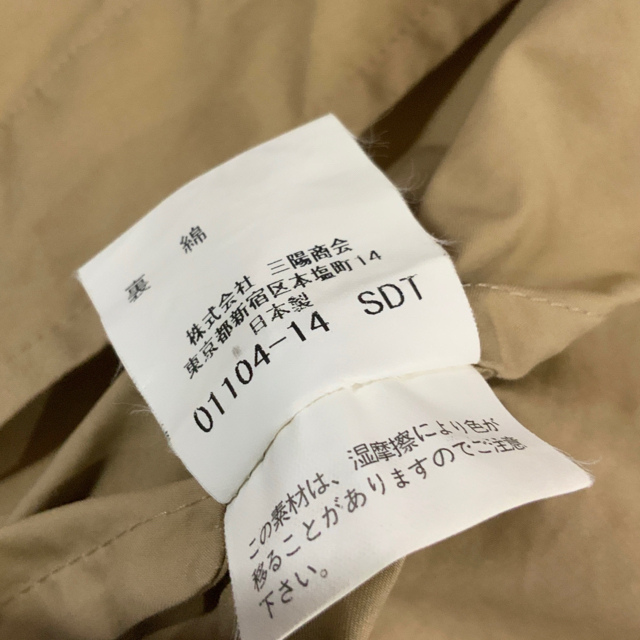 裏 綿
株式会社 三陽商会
東京都新宿区本塩町14
日本製
01104-14 SDT
この素材は、湿摩擦により色が
移ることがありますのでご注意
下さい。